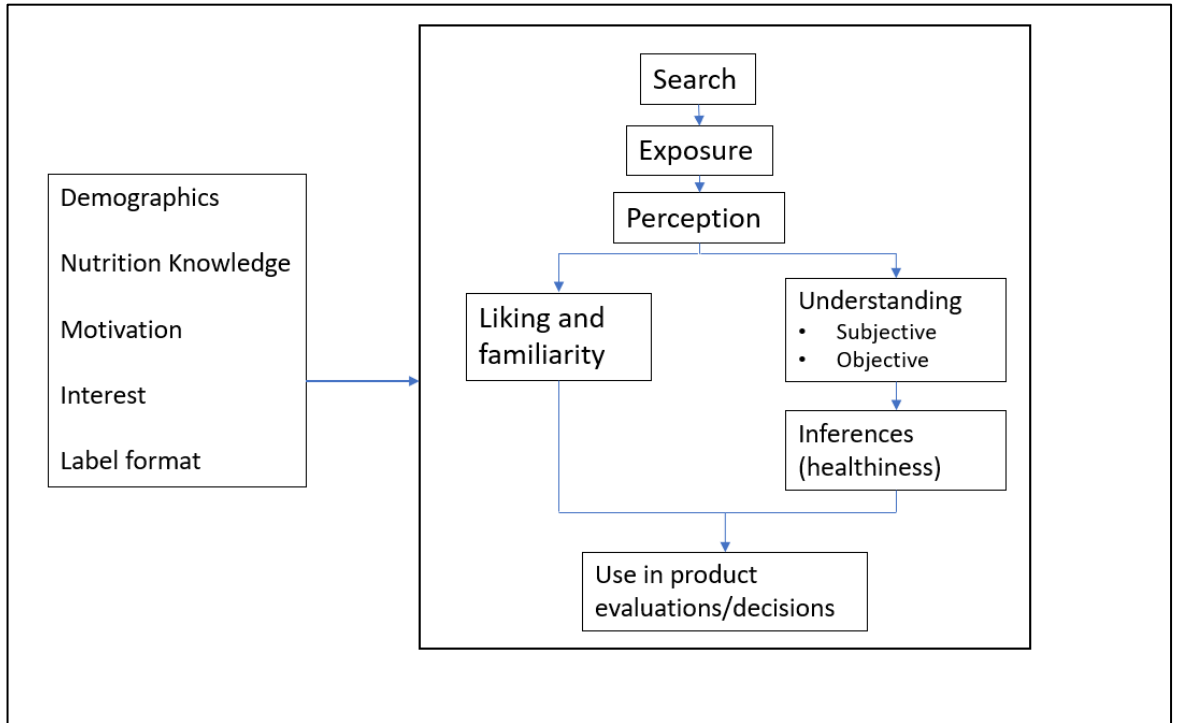 Search
Exposure
Perception
Demographics
Nutrition Knowledge
Motivation
Interest
Label format
Liking and
familiarity
Understanding
• Subjective
• Objective
Inferences
(healthiness)
Use in product
evaluations/decisions